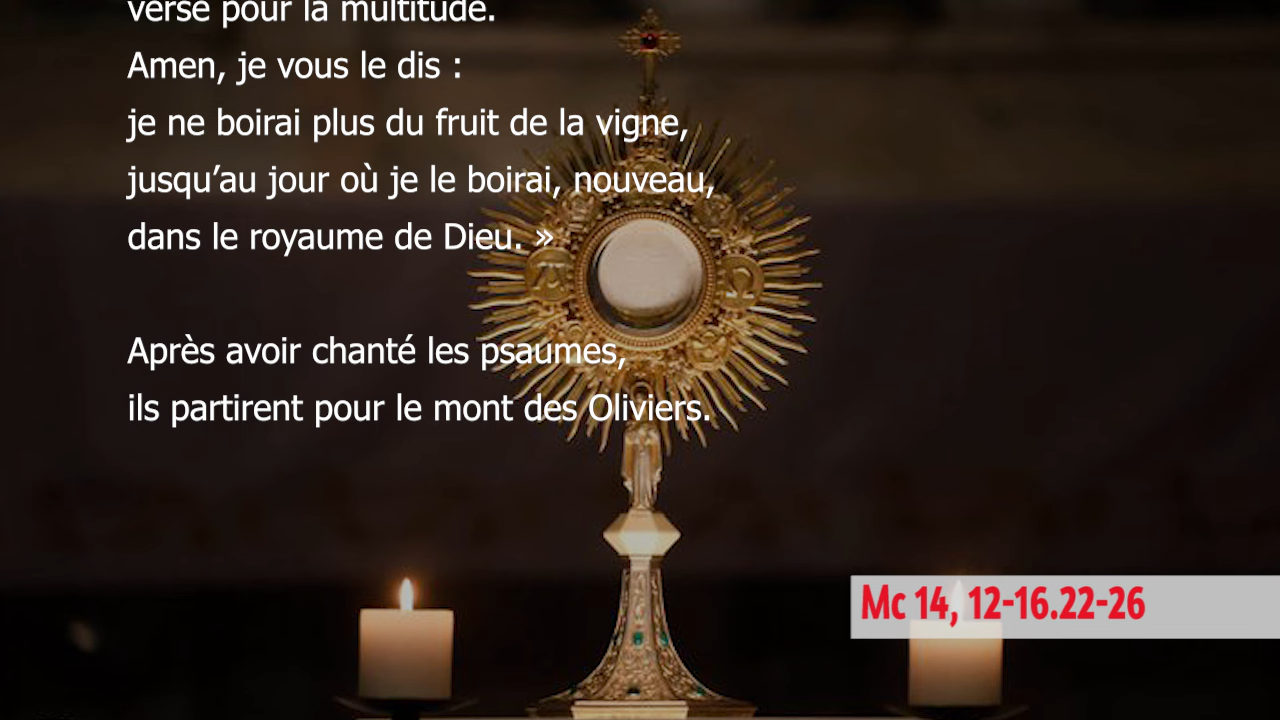 versé pour la multitude.
Amen, je vous le dis :
je ne boirai plus du fruit de la vigne,
jusqu’au jour où je le boirai, nouveau,
dans le royaume de Dieu. »
Après avoir chanté les psaumes,
ils partirent pour le mont des Oliviers.
Mc 14, 12-16.22-26